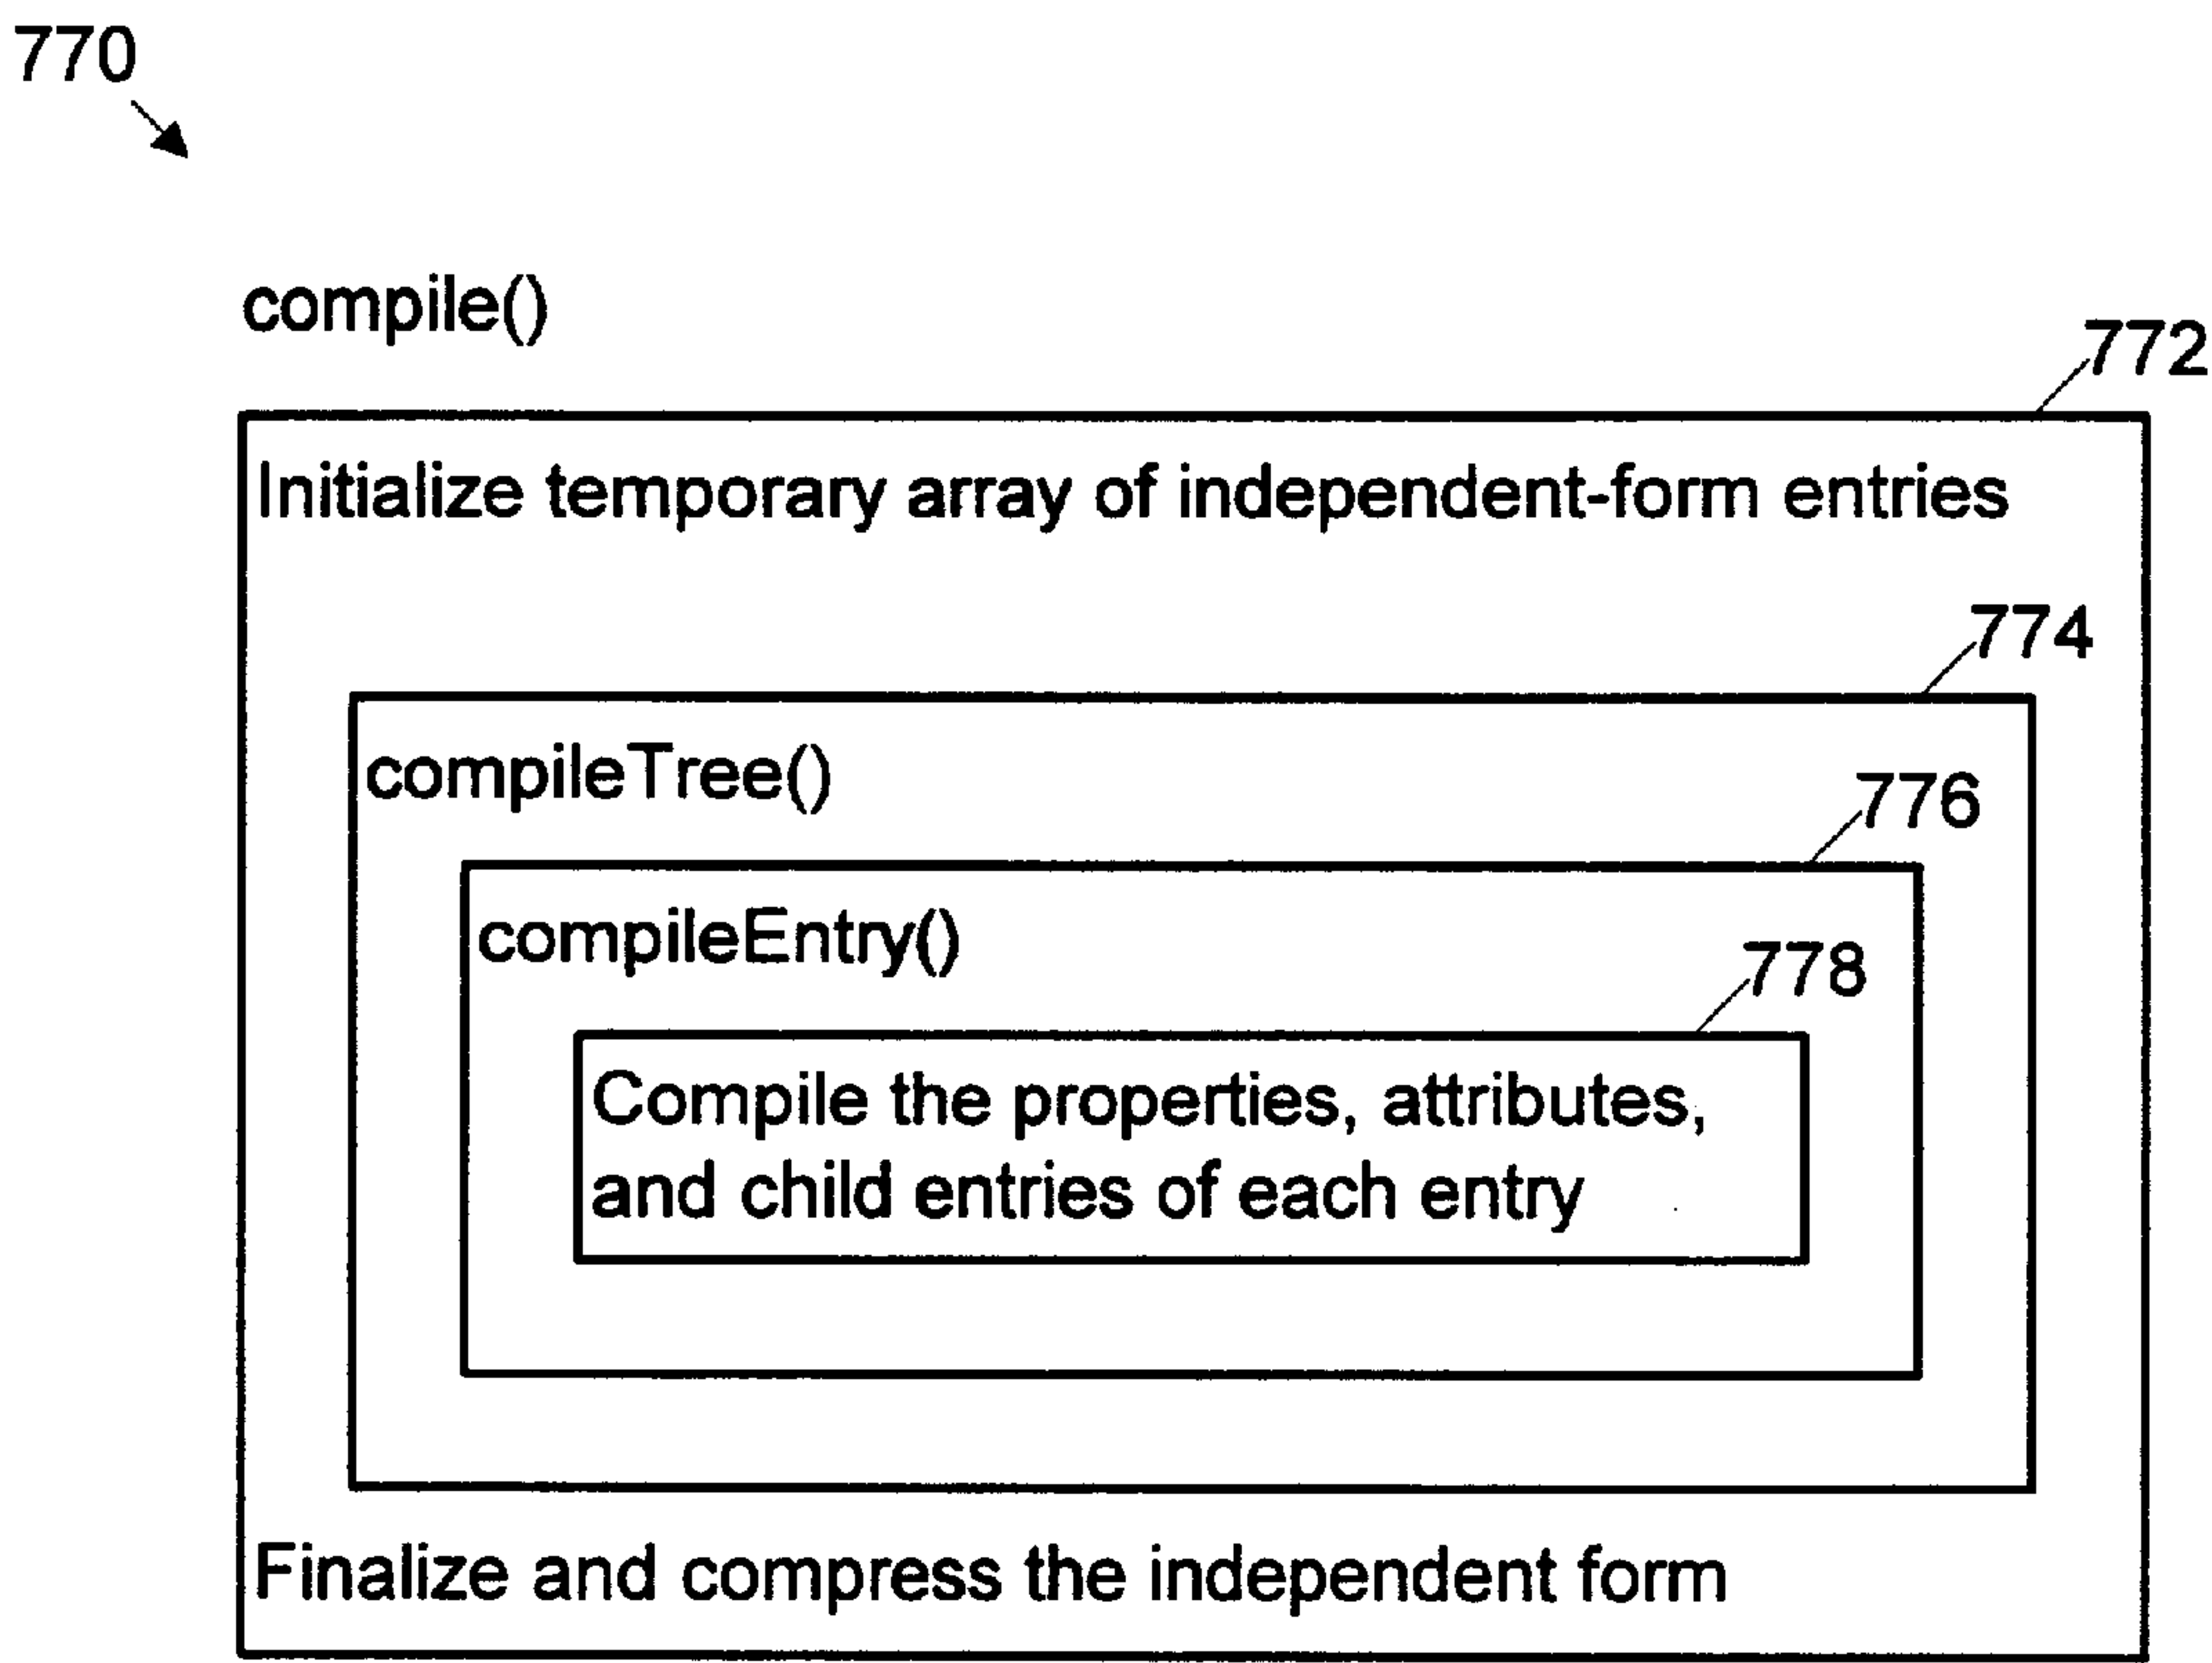 770
compile()
772
Initialize temporary array of independent-form entries
774
compileTree()
776
compileEntry()
778
Compile the properties, attributes,
and child entries of each entry
Finalize and compress the independent form